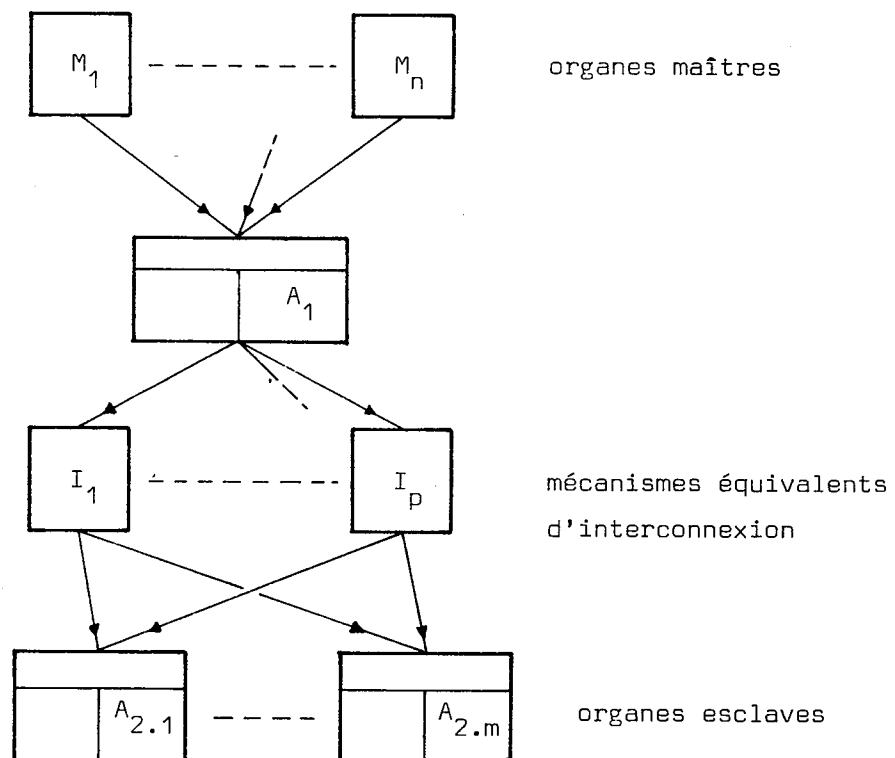 M1 Mn organes maîtres
A1
I1 Ip mécanismes équivalents
d'interconnexion
A2.1 A2.m organes esclaves